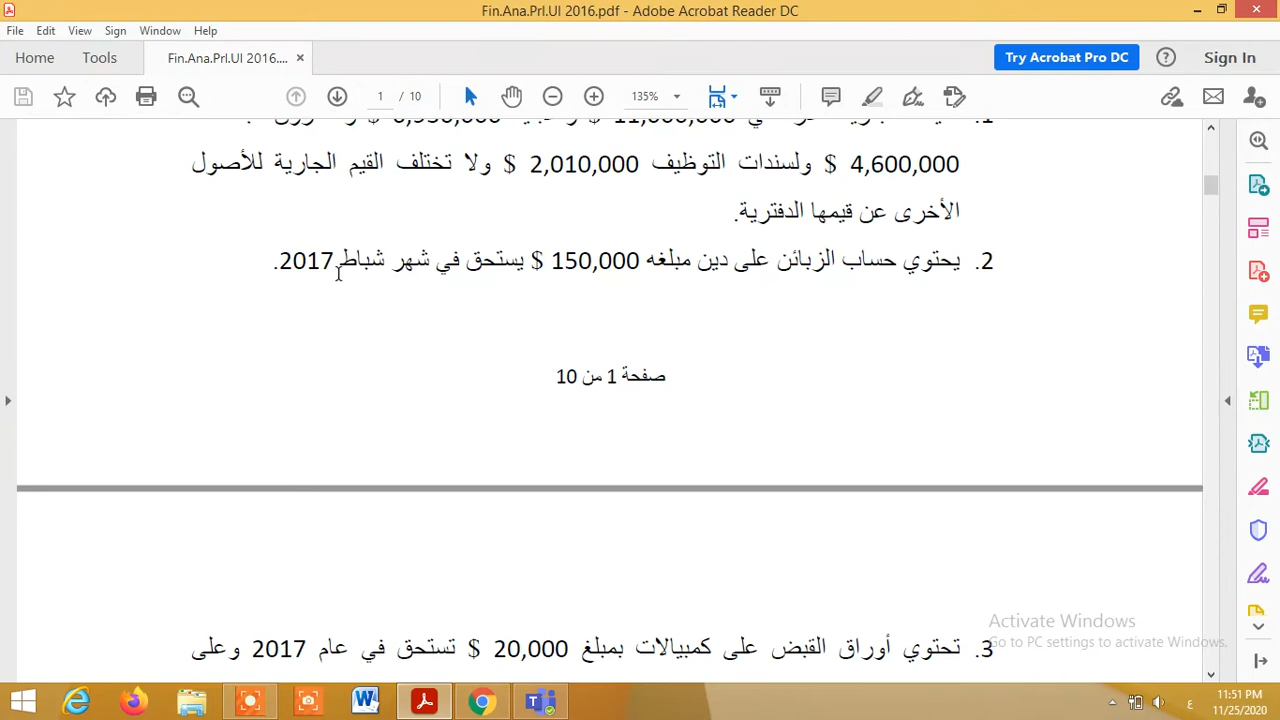 Fin.Ana.Prl.UI 2016.pdf - Adobe Acrobat Reader DC
File Edit View Sign Window Help
Home Tools Fin.Ana.Prl.UI 2016.... × Try Acrobat Pro DC Sign In
1 / 10 135%
4,600,000 $ ولسندات التوظيف 2,010,000 $ ولا تختلف القيم الجارية للأصول
الأخرى عن قيمها الدفترية.
2. يحتوي حساب الزبائن على دين مبلغه 150,000 $ يستحق في شهر شباط 2017.
صفحة 1 من 10
3. تحتوي أوراق القبض على كمبيالات بمبلغ 20,000 $ تستحق في عام 2017 وعلى
Activate Windows
Go to PC settings to activate Windows.
ع 11:51 PM
11/25/2020